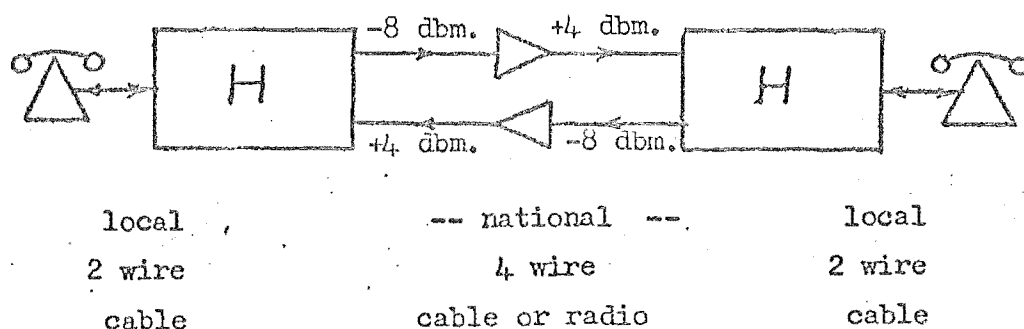 -8 dbm. +4 dbm.
H H
+4 dbm. -8 dbm.
local -- national -- local
2 wire 4 wire 2 wire
cable cable or radio cable